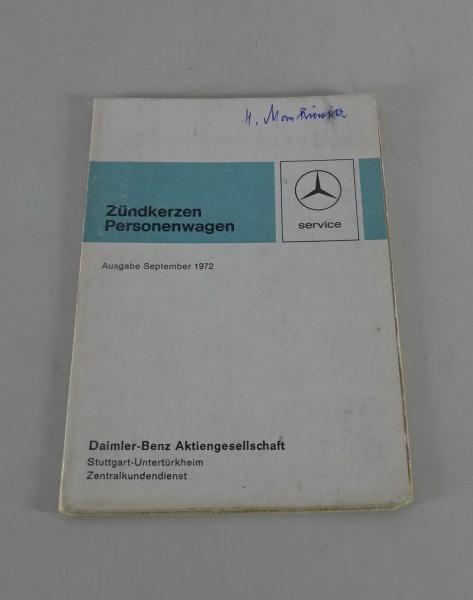 Zündkerzen
Personenwagen
service
Ausgabe September 1972
Daimler-Benz Aktiengesellschaft
Stuttgart-Untertürkheim
Zentralkundendienst